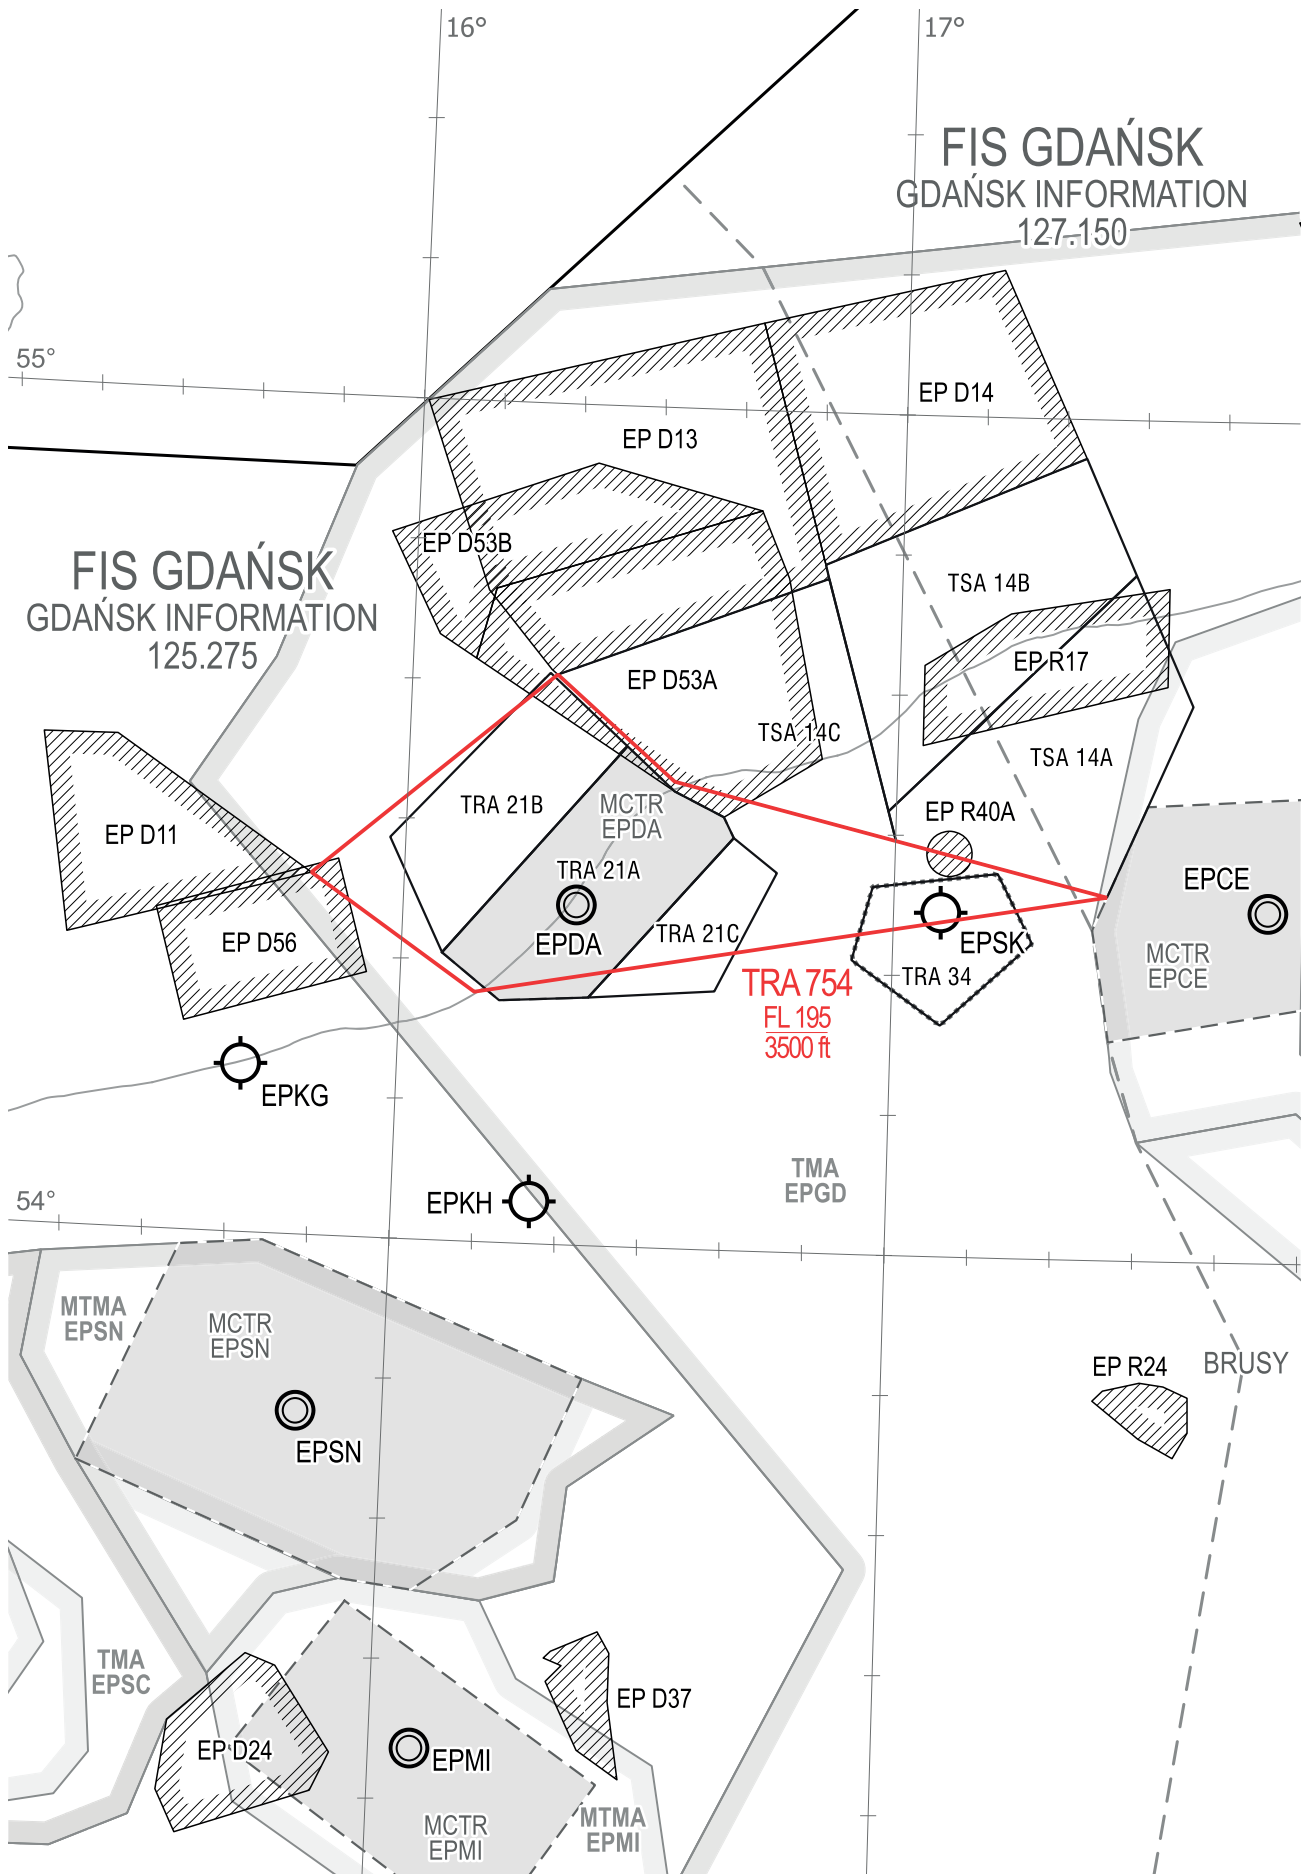 16°
17°
FIS GDAŃSK
GDAŃSK INFORMATION
127.150
55°
EP D14
EP D13
EP D53B
FIS GDAŃSK
GDAŃSK INFORMATION
125.275
TSA 14B
EP R17
EP D53A
TSA 14C
TSA 14A
TRA 21B
MCTR
EPDA
EP R40A
EP D11
TRA 21A
EPCE
EPDA
TRA 21C
EP D56
EPSK
MCTR
EPCE
TRA 34
TRA 754
FL 195
3500 ft
EPKG
TMA
EPGD
EPKH
54°
MTMA
EPSN
MCTR
EPSN
EP R24
BRUSY
EPSN
TMA
EPSC
EP D37
EP D24
EPMI
MCTR
EPMI
MTMA
EPMI